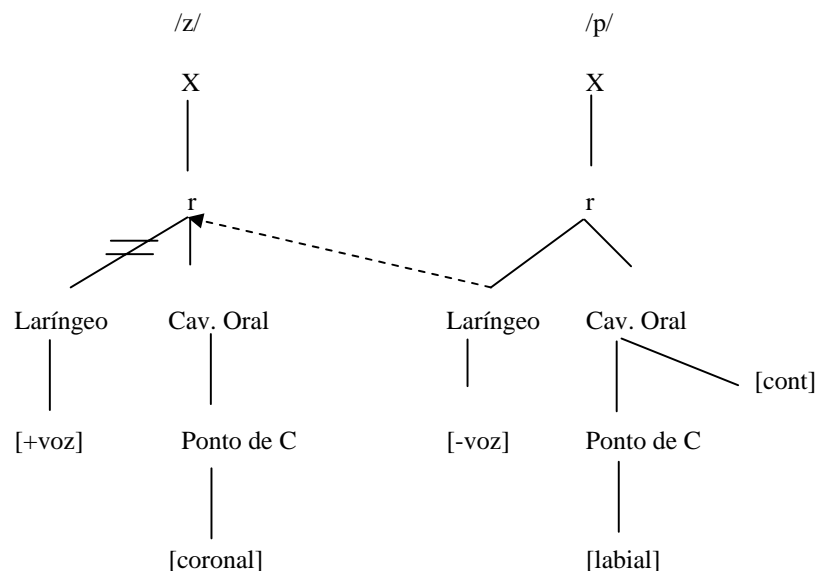 /z/ /p/
X X
r r
Laríngeo Cav. Oral Laríngeo Cav. Oral
[cont]
[+voz] Ponto de C [-voz] Ponto de C
[coronal] [labial]